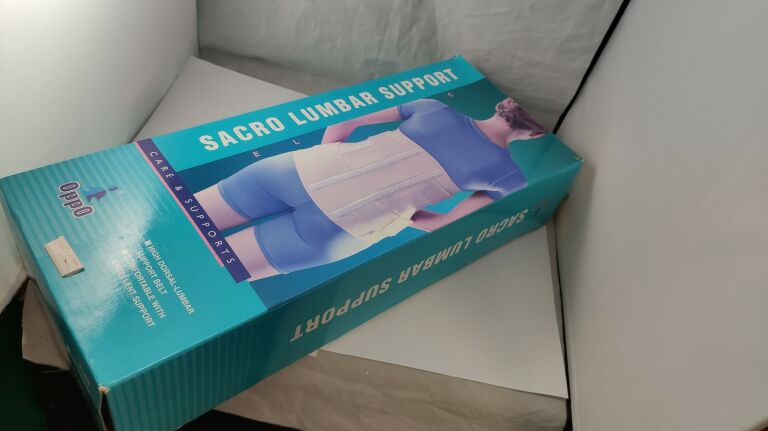 SACRO LUMBAR SUPPORT
E L C
CARE & SUPPORTS
OppO
HIGH DORSAL-LUMBAR
SUPPORT BELT
COMFORTABLE WITH
EXCELLENT SUPPORT
SACRO LUMBAR SUPPORT